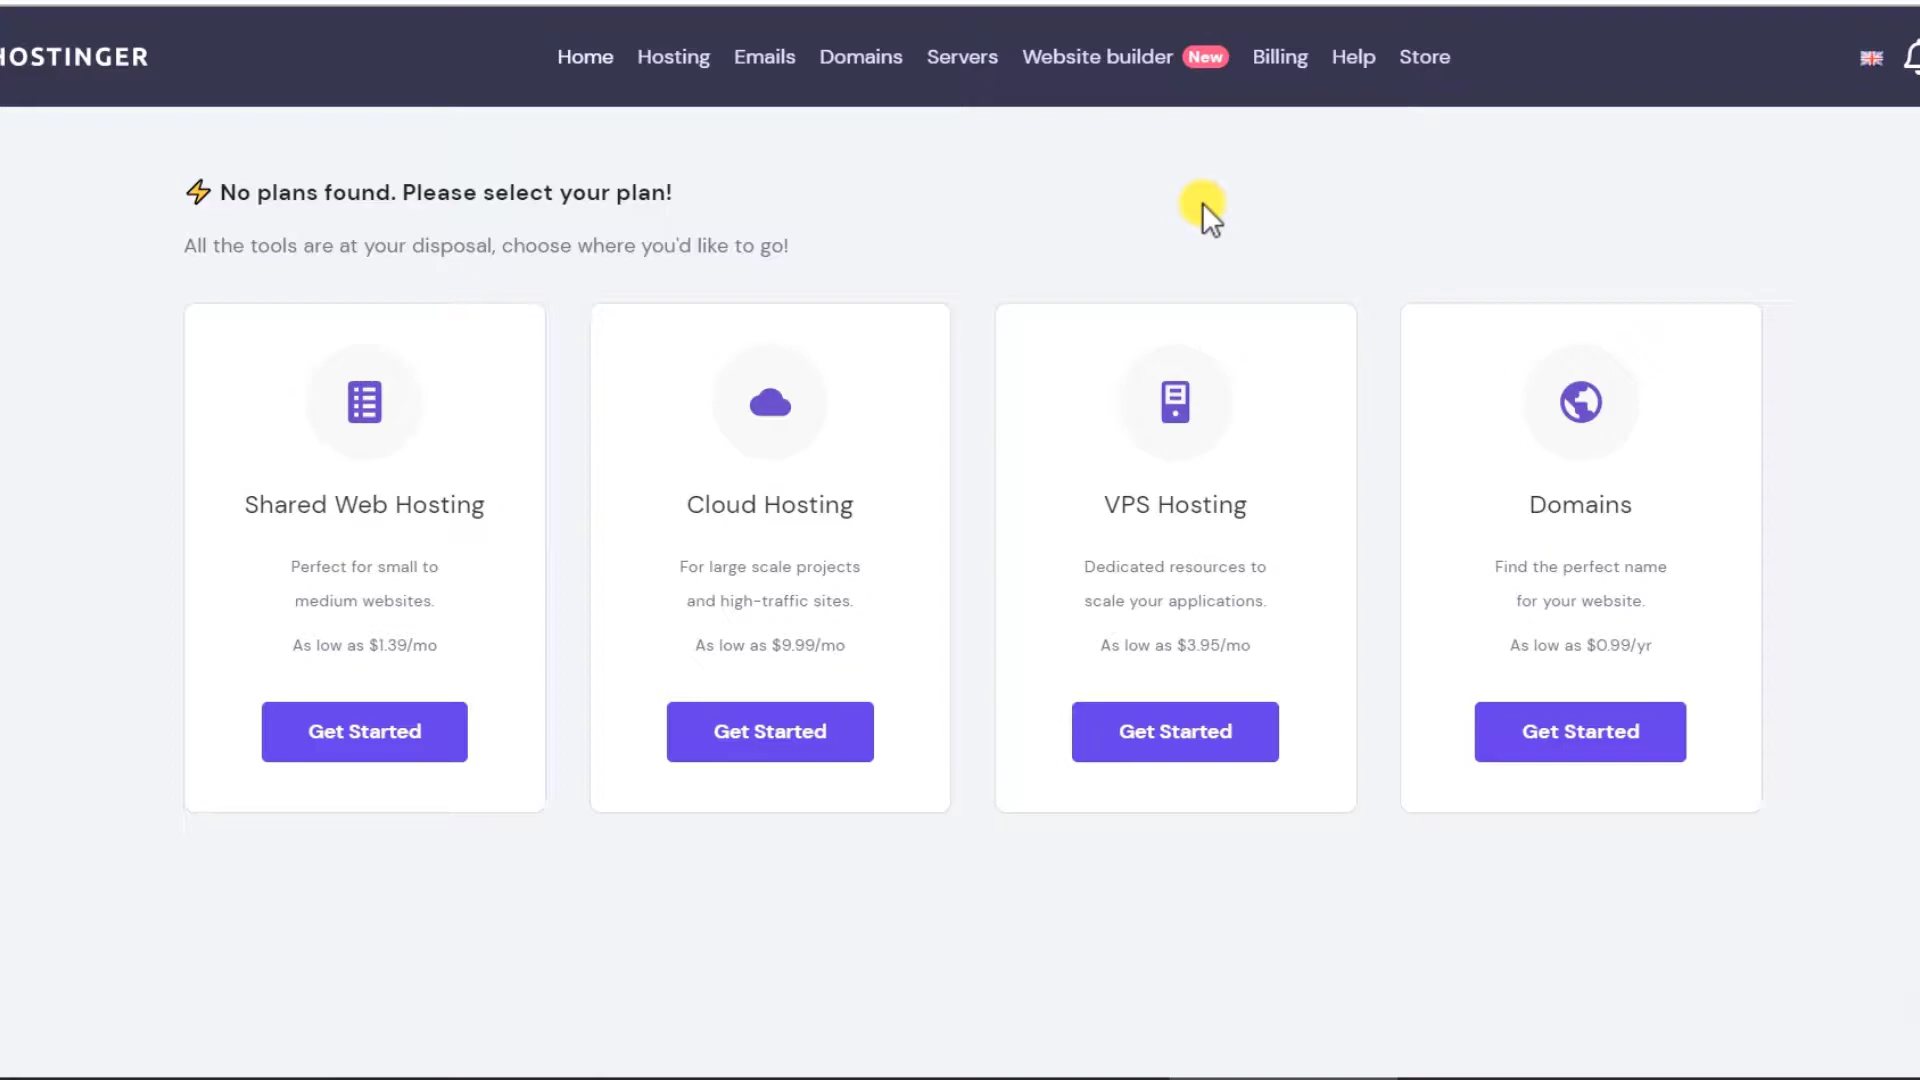 HOSTINGER
Home Hosting Emails Domains Servers Website builder New Billing Help Store
No plans found. Please select your plan!
All the tools are at your disposal, choose where you'd like to go!
Shared Web Hosting
Perfect for small to
medium websites.
As low as $1.39/mo
Get Started
Cloud Hosting
For large scale projects
and high-traffic sites.
As low as $9.99/mo
Get Started
VPS Hosting
Dedicated resources to
scale your applications.
As low as $3.95/mo
Get Started
Domains
Find the perfect name
for your website.
As low as $0.99/yr
Get Started